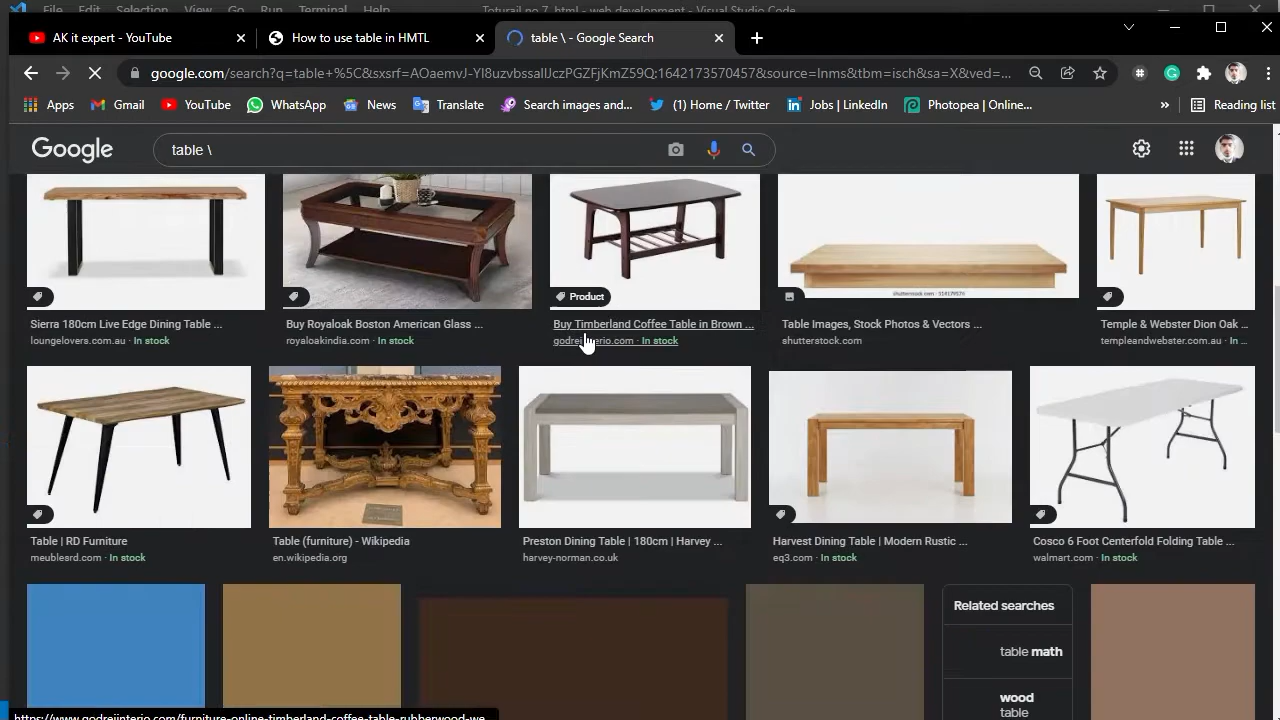 File Edit Selection View Go Run Terminal Help Toturail no 7. html - web development - Visual Studio Code
AK it expert - YouTube
How to use table in HMTL
table \ - Google Search
google.com/search?q=table+%5C&sxsrf=AOaemvJ-Yl8uzvbssaIlJczPGZFjKmZ59Q:1642173570457&source=lnms&tbm=isch&sa=X&ved=...
Apps Gmail YouTube WhatsApp News Translate Search images and... (1) Home / Twitter Jobs | LinkedIn Photopea | Online... » Reading list
Google
table \
Product
shutterstock.com · 514179574
Sierra 180cm Live Edge Dining Table ...
loungelovers.com.au · In stock
Buy Royaloak Boston American Glass ...
royaloakindia.com · In stock
Buy Timberland Coffee Table in Brown ...
godrejinterio.com · In stock
Table Images, Stock Photos & Vectors ...
shutterstock.com
Temple & Webster Dion Oak ...
templeandwebster.com.au · In ...
Table | RD Furniture
meublesrd.com · In stock
Table (furniture) - Wikipedia
en.wikipedia.org
Preston Dining Table | 180cm | Harvey ...
harvey-norman.co.uk
Harvest Dining Table | Modern Rustic ...
eq3.com · In stock
Cosco 6 Foot Centerfold Folding Table ...
walmart.com · In stock
Related searches
table math
wood
table
https://www.godrejinterio.com/furniture-online-timberland-coffee-table-rubberwood-we...